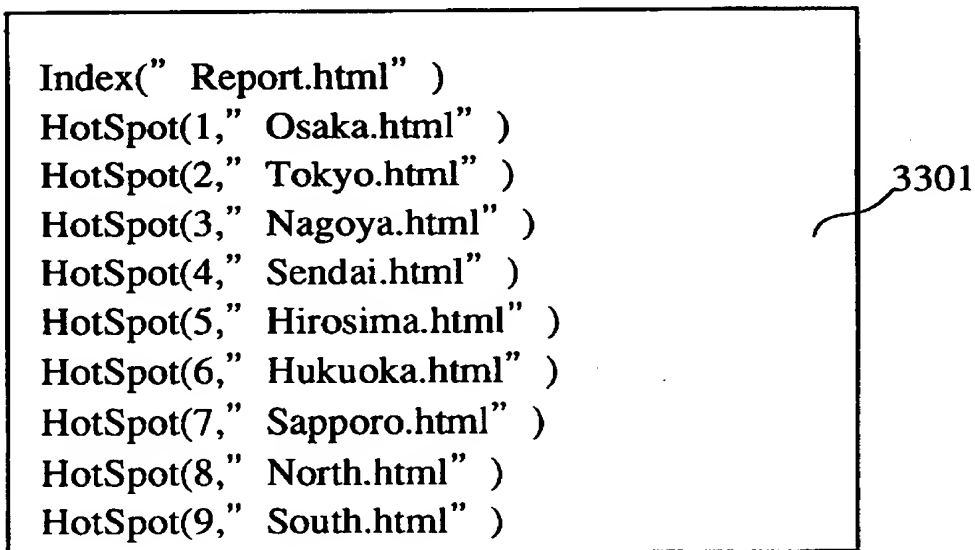 Index(” Report.html” )
HotSpot(1,” Osaka.html” )
HotSpot(2,” Tokyo.html” )
HotSpot(3,” Nagoya.html” )
HotSpot(4,” Sendai.html” )
HotSpot(5,” Hirosima.html” )
HotSpot(6,” Hukuoka.html” )
HotSpot(7,” Sapporo.html” )
HotSpot(8,” North.html” )
HotSpot(9,” South.html” )
3301